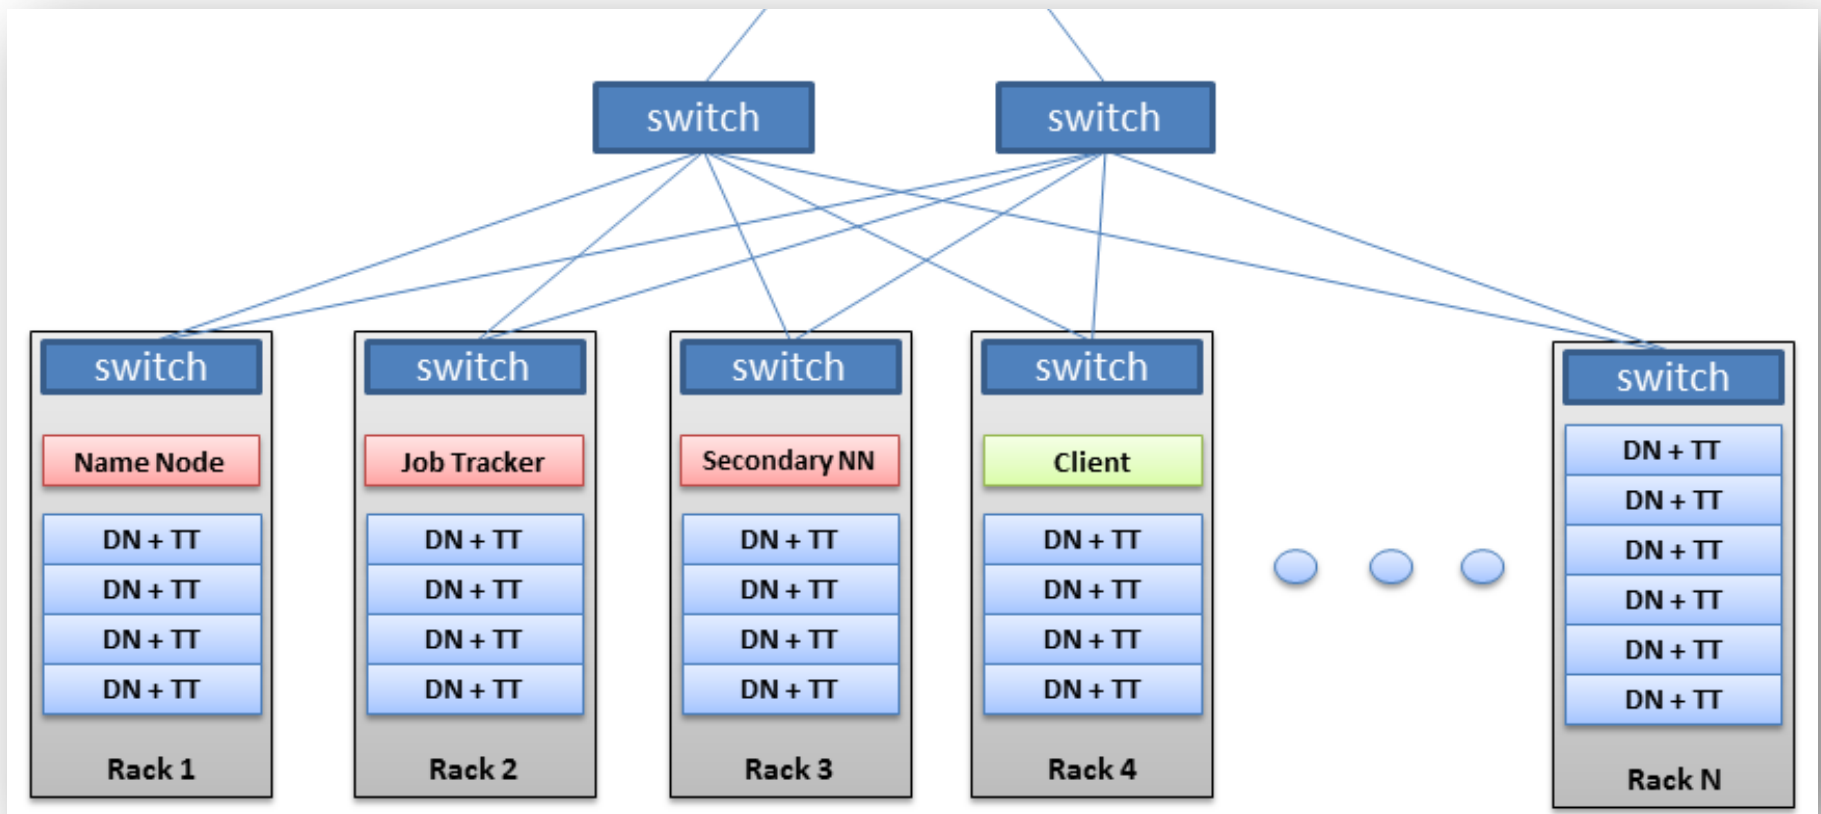 switch
switch
switch
Name Node
DN + TT
DN + TT
DN + TT
DN + TT
Rack 1
switch
Job Tracker
DN + TT
DN + TT
DN + TT
DN + TT
Rack 2
switch
Secondary NN
DN + TT
DN + TT
DN + TT
DN + TT
Rack 3
switch
Client
DN + TT
DN + TT
DN + TT
DN + TT
Rack 4
switch
DN + TT
DN + TT
DN + TT
DN + TT
DN + TT
DN + TT
Rack N